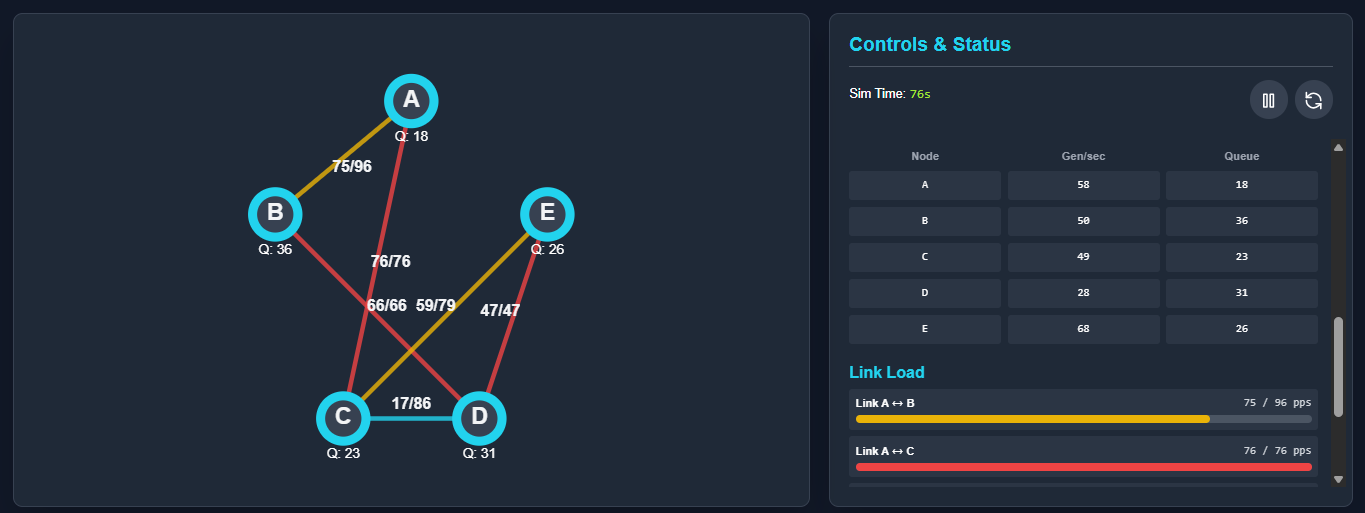 A
Q: 18
75/96
B
Q: 36
E
Q: 26
76/76
66/66
59/79
47/47
17/86
C
Q: 23
D
Q: 31
Controls & Status
Sim Time: 76s
Node Gen/sec Queue
A 58 18
B 50 36
C 49 23
D 28 31
E 68 26
Link Load
Link A ↔ B 75 / 96 pps
Link A ↔ C 76 / 76 pps